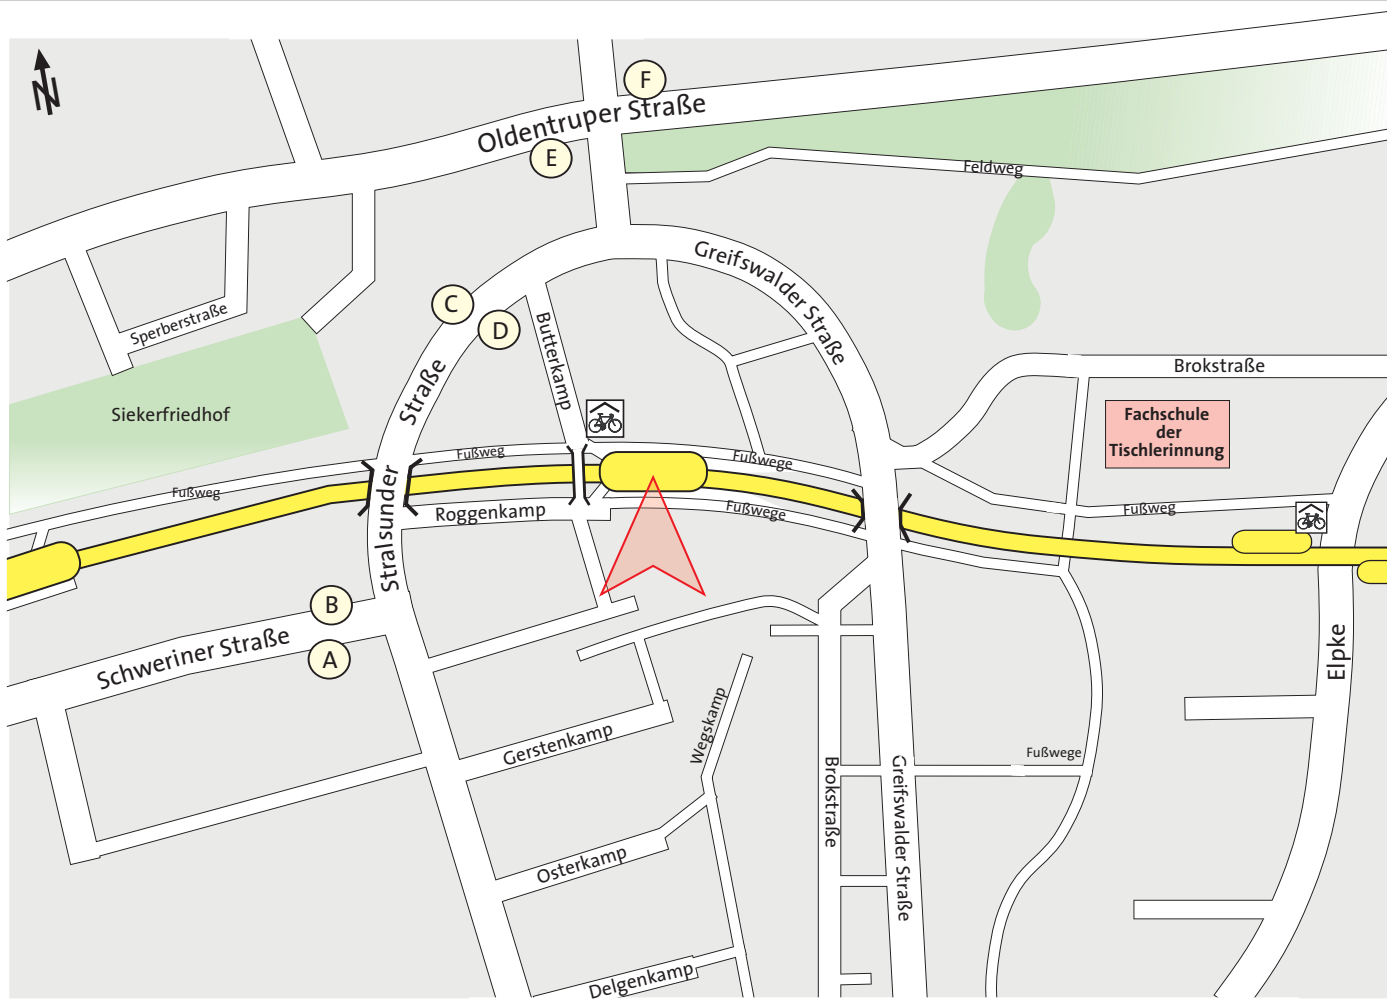 N
F
Oldentruper Straße
E
Feldweg
Greifswalder Straße
C
D
Sperberstraße
Butterkamp
Brokstraße
Siekerfriedhof
Straße
Fachschule
der
Tischlerinnung
Fußweg
Fußwege
Fußweg
Stralsunder
Roggenkamp
Fußwege
Fußweg
B
A
Schweriner Straße
Elpke
Wegskamp
Gerstenkamp
Fußwege
Brokstraße
Greifswalder Straße
Osterkamp
Delgenkamp